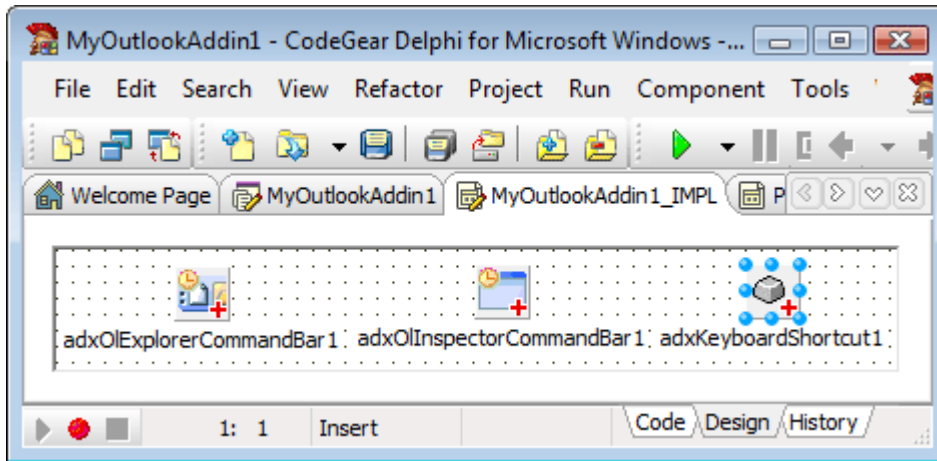 MyOutlookAddin1 - CodeGear Delphi for Microsoft Windows -...
File Edit Search View Refactor Project Run Component Tools
Welcome Page MyOutlookAddin1 MyOutlookAddin1_IMPL P
adxOlExplorerCommandBar1 adxOlInspectorCommandBar1 adxKeyboardShortcut1
1: 1 Insert Code Design History